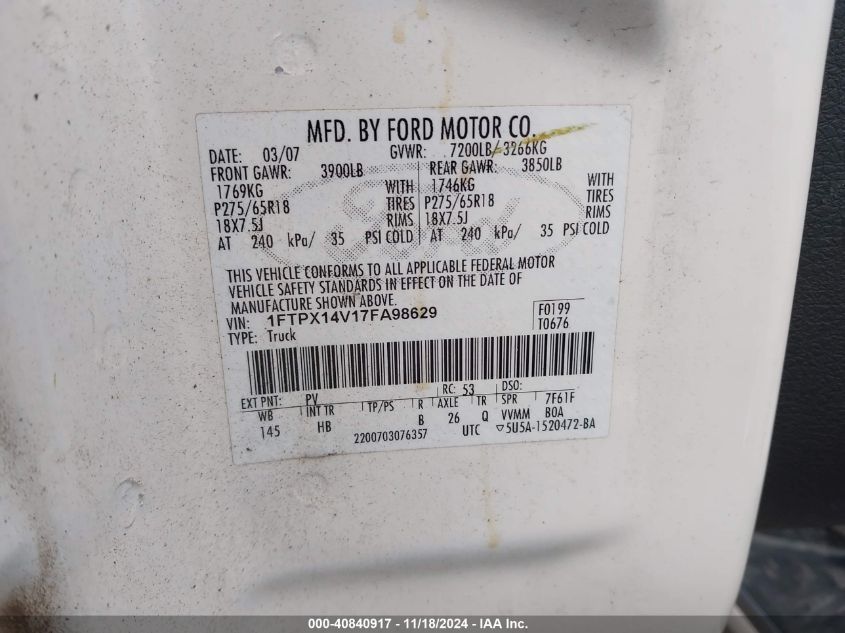 MFD. BY FORD MOTOR CO.
DATE: 03/07 GVWR: 7200LB/ 3266KG
FRONT GAWR: 3900LB REAR GAWR: 3850LB
1769KG WITH 1746KG WITH
P275/65R18 TIRES P275/65R18 TIRES
18X7.5J RIMS 18X7.5J RIMS
AT 240 kPa/ 35 PSI COLD AT 240 kPa/ 35 PSI COLD
Ford
THIS VEHICLE CONFORMS TO ALL APPLICABLE FEDERAL MOTOR
VEHICLE SAFETY STANDARDS IN EFFECT ON THE DATE OF
MANUFACTURE SHOWN ABOVE.
VIN: 1FTPX14V17FA98629 F0199
TYPE: Truck T0676
EXT PNT: PV RC: 53 DSO:
WB INT TR TP/PS R AXLE TR SPR 7F61F
145 HB B 26 Q VVMM BOA
2200703076357 UTC ▽5U5A-1520472-BA
000-40840917 - 11/18/2024 - IAA Inc.